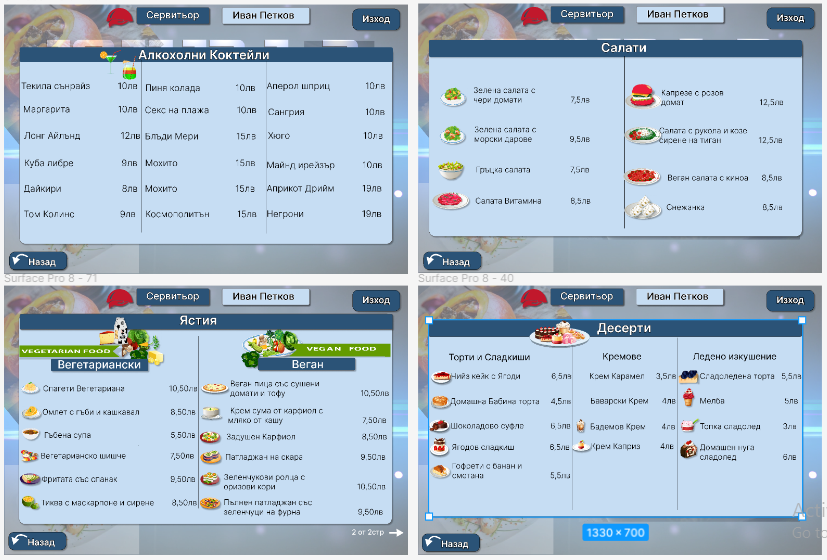 Сервитьор
Иван Петков
Изход
Алкохолни Коктейли
Текила сънрайз 10лв
Маргарита 10лв
Лонг Айлънд 12лв
Куба либре 9лв
Дайкири 8лв
Том Колинс 9лв
Пиня колада 10лв
Секс на плажа 10лв
Блъди Мери 15лв
Мохито 15лв
Мохито 15лв
Космополитън 15лв
Аперол шприц 10лв
Сангрия 10лв
Хюго 10лв
Майнд ирейзър 10лв
Априкот Дрийм 19лв
Негрони 19лв
Назад
Сервитьор
Иван Петков
Изход
Салати
Зелена салата с
чери домати 7,5лв
Зелена салата с
морски дарове 9,5лв
Гръцка салата 7,5лв
Салата Витамина 8,5лв
Капрезе с розов
домат 12,5лв
Салата с рукола и козе
сирене на тиган 12,5лв
Веган салата с киноа 8,5лв
Снежанка 8,5лв
Назад
Surface Pro 8 - 71
Surface Pro 8 - 40
Сервитьор
Иван Петков
Изход
Ястия
VEGETARIAN FOOD
Вегетариански
Спагети Вегетариана 10,50лв
Омлет с гъби и кашкавал 8,50лв
Гъбена супа 5,50лв
Вегетарианско шишче 7,50лв
Фритата със спанак 9,50лв
Тиква с маскарпоне и сирене 8,50лв
VEGAN FOOD
Веган
Веган пица със сушени
домати и тофу 10,50лв
Крем супа от карфиол с
мляко от кашу 7,50лв
Задушен Карфиол 8,50лв
Патладжан на скара 9,50лв
Зеленчукови ролца с
оризови кори 10,50лв
Пълнен патладжан със
зеленчуци на фурна 9,50лв
2 от 2стр
Назад
Сервитьор
Иван Петков
Изход
Десерти
Торти и Сладкиши
Чийз кейк с Ягоди 6,5лв
Домашна Бабина торта 4,5лв
Шоколадово суфле 6,5лв
Ягодов сладкиш 6,5лв
Гофрети с банан и
сметана 5,5лв
Кремове
Крем Карамел 3,5лв
Баварски Крем 4лв
Бадемов Крем 4лв
Крем Каприз 4лв
Ледено изкушение
Сладоледена торта 5,5лв
Мелба 5лв
Топка сладолед 3лв
Домашен нуга
сладолед 6лв
1330 × 700
Назад